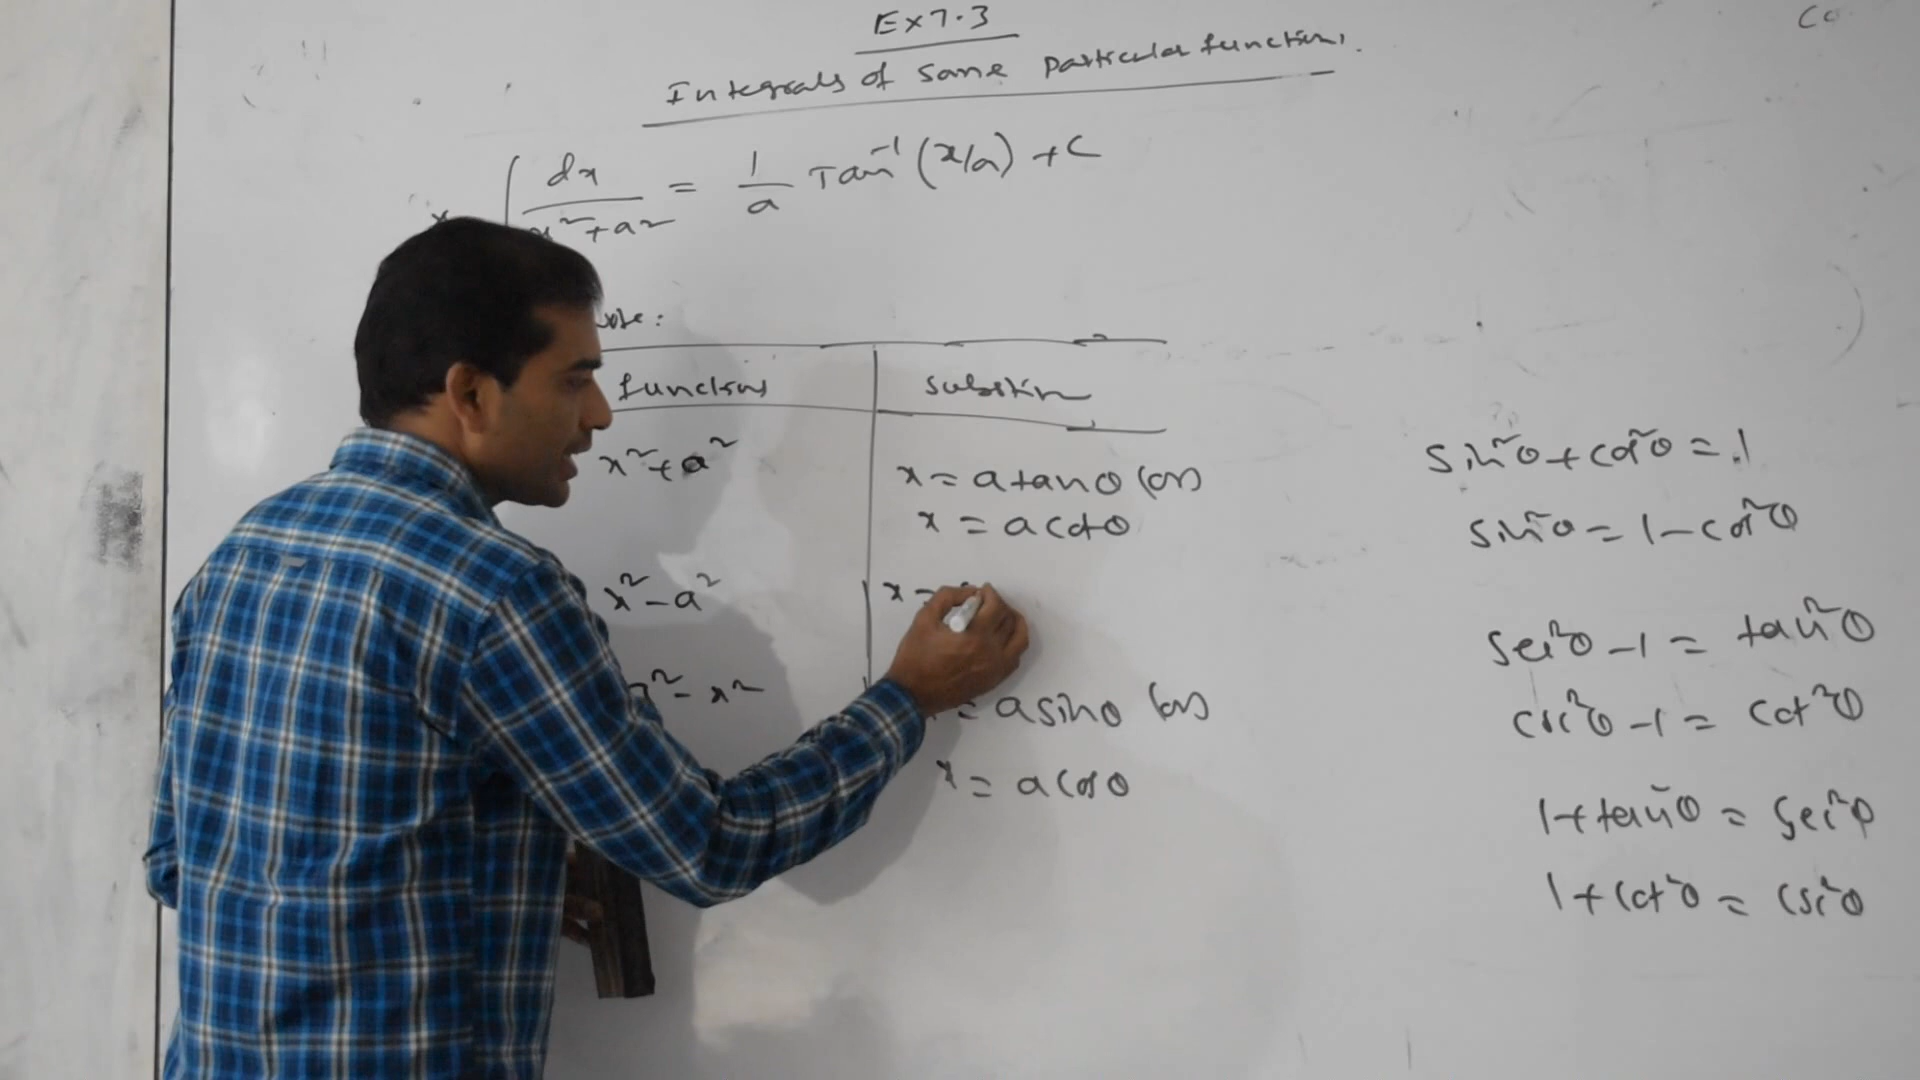 Ex 7.3
Co
Integrals of some particular functions.
∫ dx / x²+a² = 1/a Tan⁻¹ (x/a) + C
Note:
functions
x²+a²
x²-a²
a²-x²
x = a tanθ (or)
x = a cotθ
x =
x = a sinθ (or)
x = a cosθ
sin²θ + cos²θ = 1
sin²θ = 1 - cos²θ
sec²θ - 1 = tan²θ
csc²θ - 1 = cot²θ
1 + tan²θ = sec²θ
1 + cot²θ = csc²θ